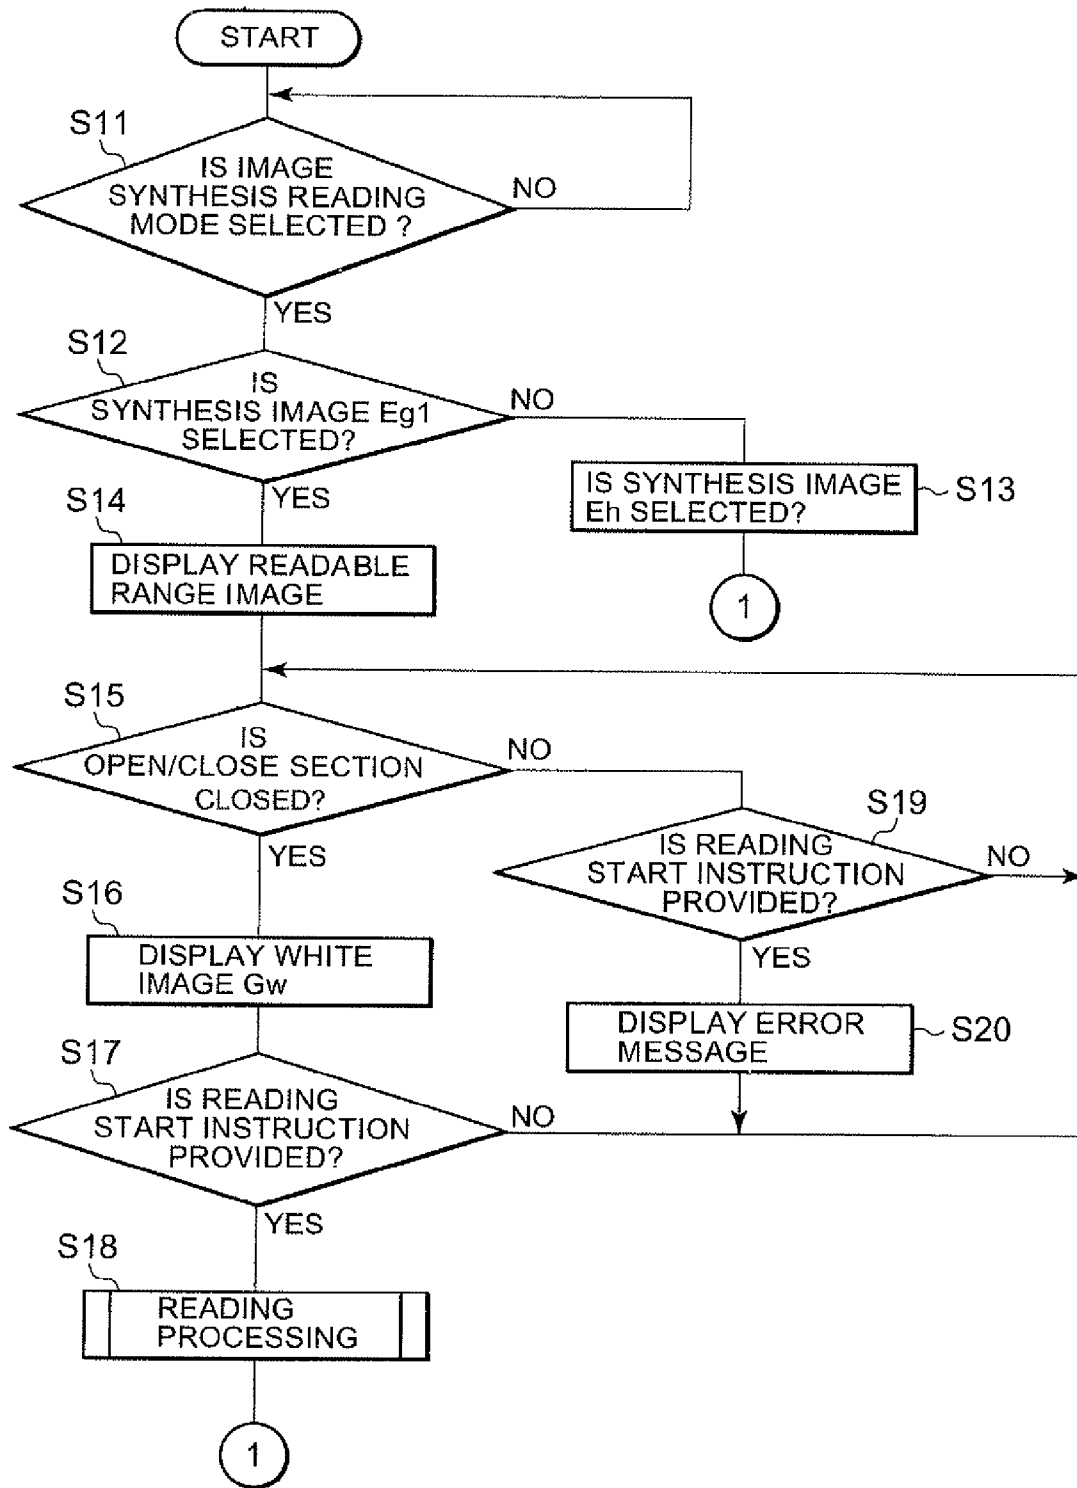 START
S11
IS IMAGE
SYNTHESIS READING
MODE SELECTED ?
NO
YES
S12
IS
SYNTHESIS IMAGE Eg1
SELECTED?
NO
YES
IS SYNTHESIS IMAGE
Eh SELECTED?
S13
1
S14
DISPLAY READABLE
RANGE IMAGE
S15
IS
OPEN/CLOSE SECTION
CLOSED?
NO
YES
S19
IS READING
START INSTRUCTION
PROVIDED?
NO
YES
S16
DISPLAY WHITE
IMAGE Gw
DISPLAY ERROR
MESSAGE
S20
S17
IS READING
START INSTRUCTION
PROVIDED?
NO
YES
S18
READING
PROCESSING
1